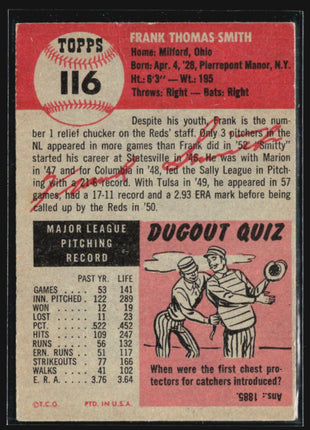 TOPPS
116
FRANK THOMAS SMITH
Home: Milford, Ohio
Born: Apr. 4, '28, Pierrepont Manor, N.Y.
Ht.: 6'3"— Wt.: 195
Throws: Right — Bats: Right
Despite his youth, Frank is the
number 1 relief chucker on the Reds' staff. Only 3 pitchers in the
NL appeared in more games than Frank did in '52. "Smitty"
started his career at Statesville in '46. He was with Marion
in '47 and for Columbia in '48, led the Sally League in Pitch-
ing with a 2.16 record. With Tulsa in '49, he appeared in 57
games, had a 17-11 record and a 2.93 ERA mark before being
called up by the Reds in '50.
MAJOR LEAGUE
PITCHING
RECORD
PAST YR. LIFE
GAMES 53 141
INN. PITCHED 122 289
WON 12 19
LOST 11 23
PCT. .522 .452
HITS 109 247
RUNS 56 132
ERN. RUNS 51 117
STRIKEOUTS 77 166
WALKS 41 102
E. R. A. 3.76 3.64
©T.C.G. PTD. IN U.S.A.
DUGOUT QUIZ
When were the first chest pro-
tectors for catchers introduced?
Ans.: 1885.